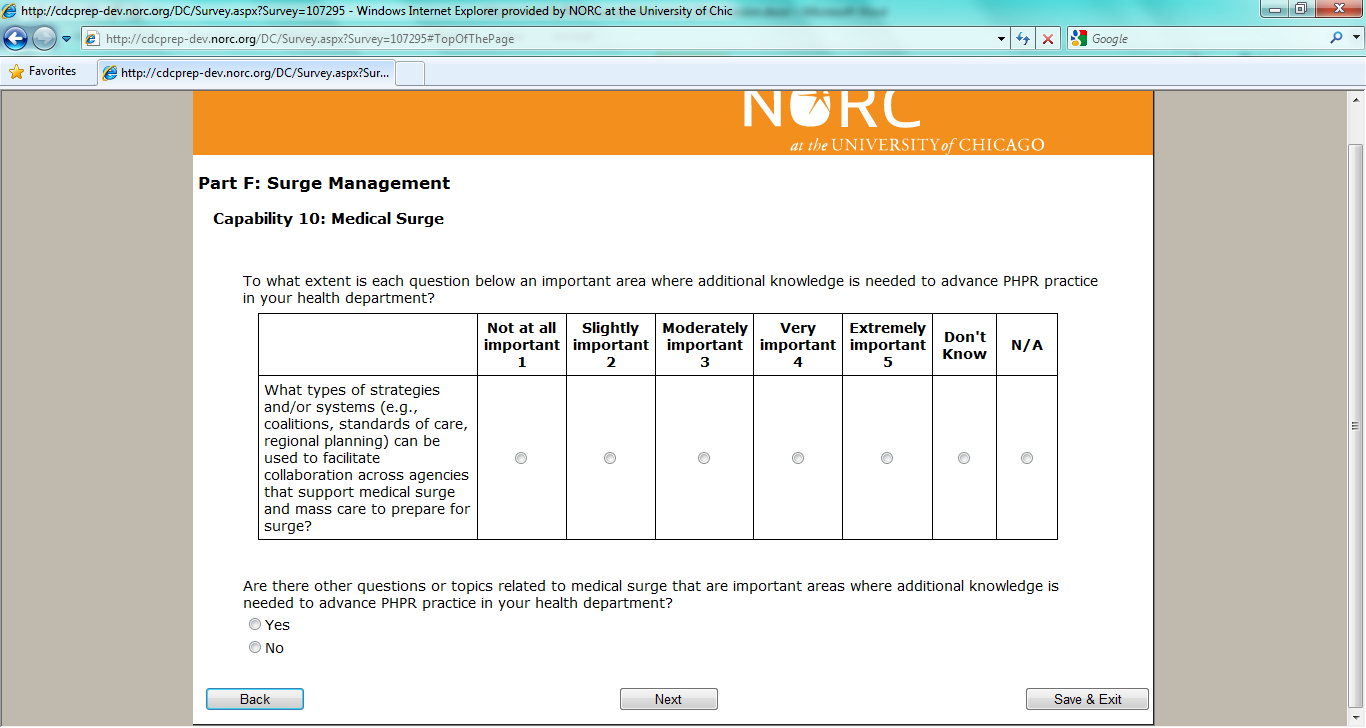 http://cdcprep-dev.norc.org/DC/Survey.aspx?Survey=107295 - Windows Internet Explorer provided by NORC at the University of Chic
http://cdcprep-dev.norc.org/DC/Survey.aspx?Survey=107295#TopOfThePage
Google
Favorites
http://cdcprep-dev.norc.org/DC/Survey.aspx?Sur...
NORC
at the UNIVERSITY of CHICAGO
Part F: Surge Management
Capability 10: Medical Surge
To what extent is each question below an important area where additional knowledge is needed to advance PHPR practice
in your health department?
Not at all important 1
Slightly important 2
Moderately important 3
Very important 4
Extremely important 5
Don't Know
N/A
What types of strategies
and/or systems (e.g.,
coalitions, standards of care,
regional planning) can be
used to facilitate
collaboration across agencies
that support medical surge
and mass care to prepare for
surge?
Are there other questions or topics related to medical surge that are important areas where additional knowledge is
needed to advance PHPR practice in your health department?
Yes
No
Back
Next
Save & Exit